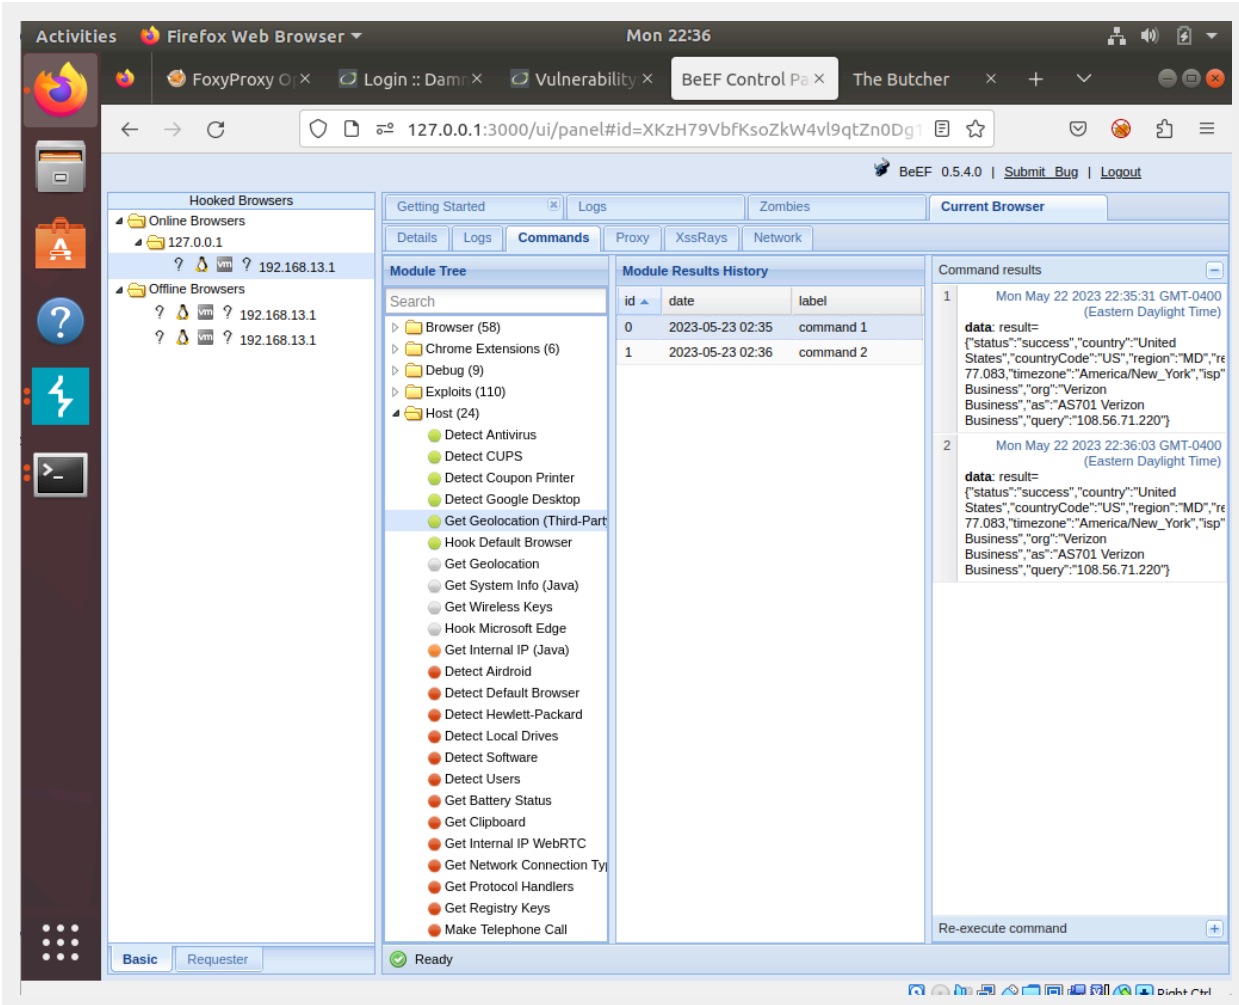 Activities Firefox Web Browser Mon 22:36
FoxyProxy Op × Login :: Damn × Vulnerability × BeEF Control Pa × The Butcher × +
127.0.0.1:3000/ui/panel#id=XKzH79VbfKsoZkW4vl9qtZn0Dg1
BeEF 0.5.4.0 | Submit Bug | Logout
Hooked Browsers
Online Browsers
127.0.0.1
? vm ? 192.168.13.1
Offline Browsers
? vm ? 192.168.13.1
? vm ? 192.168.13.1
Basic Requester
Getting Started Logs Zombies Current Browser
Details Logs Commands Proxy XssRays Network
Module Tree
Search
Browser (58)
Chrome Extensions (6)
Debug (9)
Exploits (110)
Host (24)
Detect Antivirus
Detect CUPS
Detect Coupon Printer
Detect Google Desktop
Get Geolocation (Third-Part
Hook Default Browser
Get Geolocation
Get System Info (Java)
Get Wireless Keys
Hook Microsoft Edge
Get Internal IP (Java)
Detect Airdroid
Detect Default Browser
Detect Hewlett-Packard
Detect Local Drives
Detect Software
Detect Users
Get Battery Status
Get Clipboard
Get Internal IP WebRTC
Get Network Connection Typ
Get Protocol Handlers
Get Registry Keys
Make Telephone Call
Module Results History
id date label
0 2023-05-23 02:35 command 1
1 2023-05-23 02:36 command 2
Command results
1 Mon May 22 2023 22:35:31 GMT-0400
(Eastern Daylight Time)
data: result=
{"status":"success","country":"United
States","countryCode":"US","region":"MD","re
77.083,"timezone":"America/New_York","isp"
Business","org":"Verizon
Business","as":"AS701 Verizon
Business","query":"108.56.71.220"}
2 Mon May 22 2023 22:36:03 GMT-0400
(Eastern Daylight Time)
data: result=
{"status":"success","country":"United
States","countryCode":"US","region":"MD","re
77.083,"timezone":"America/New_York","isp"
Business","org":"Verizon
Business","as":"AS701 Verizon
Business","query":"108.56.71.220"}
Re-execute command
Ready
Right Ctrl